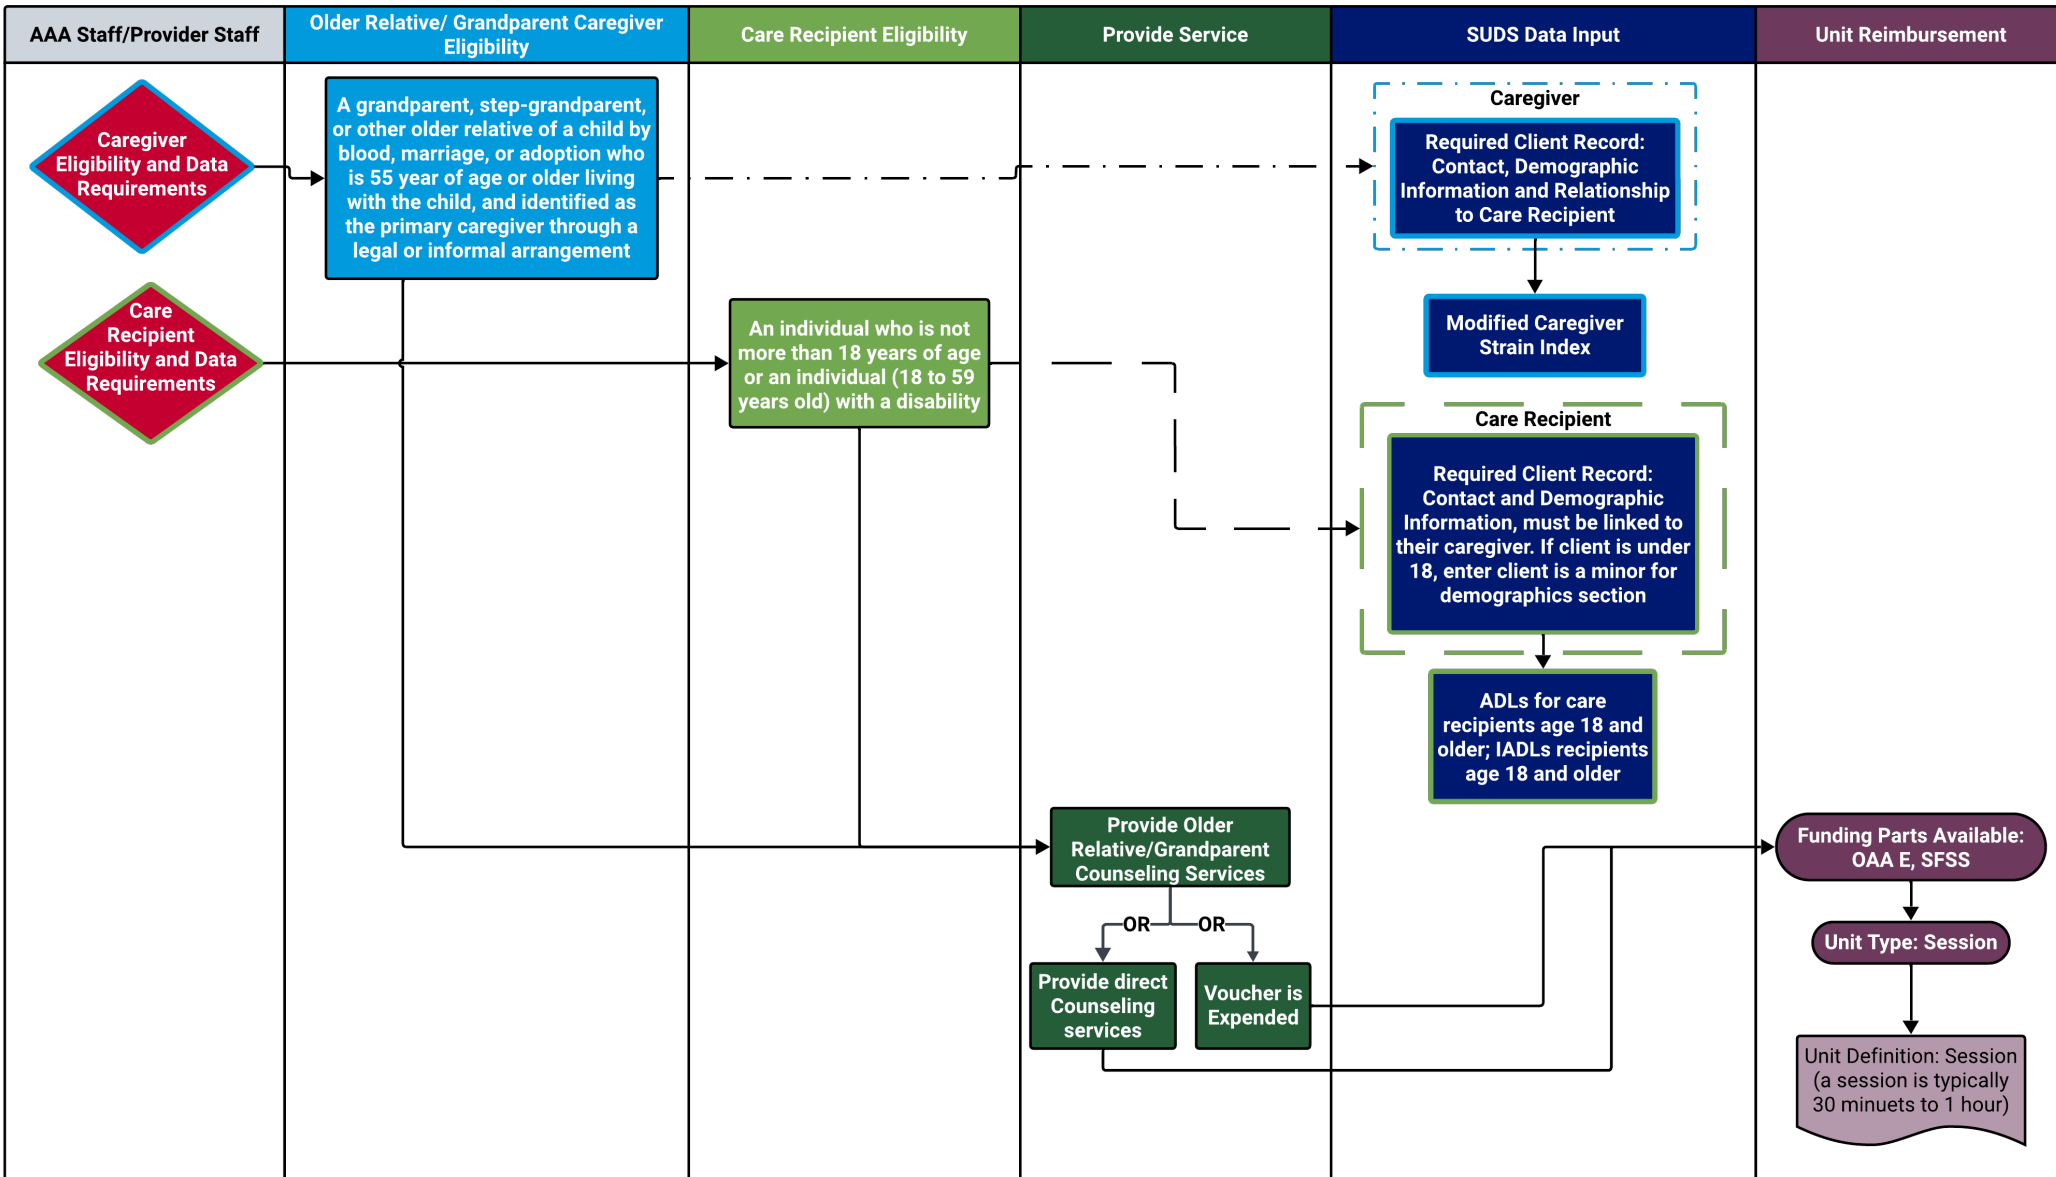 AAA Staff/Provider Staff
Older Relative/ Grandparent Caregiver
Eligibility
Care Recipient Eligibility
Provide Service
SUDS Data Input
Unit Reimbursement
Caregiver
Eligibility and Data
Requirements
A grandparent, step-grandparent,
or other older relative of a child by
blood, marriage, or adoption who
is 55 year of age or older living
with the child, and identified as
the primary caregiver through a
legal or informal arrangement
Caregiver
Required Client Record:
Contact, Demographic
Information and Relationship
to Care Recipient
Modified Caregiver
Strain Index
Care
Recipient
Eligibility and Data
Requirements
An individual who is not
more than 18 years of age
or an individual (18 to 59
years old) with a disability
Care Recipient
Required Client Record:
Contact and Demographic
Information, must be linked to
their caregiver. If client is under
18, enter client is a minor for
demographics section
ADLs for care
recipients age 18 and
older; IADLs recipients
age 18 and older
Provide Older
Relative/Grandparent
Counseling Services
OR
OR
Provide direct
Counseling
services
Voucher is
Expended
Funding Parts Available:
OAA E, SFSS
Unit Type: Session
Unit Definition: Session
(a session is typically
30 minuets to 1 hour)